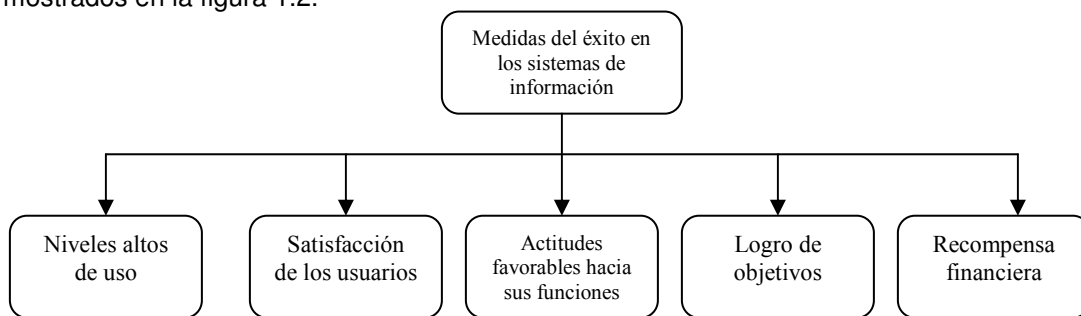 mostrados en la figura 1.2.
Medidas del éxito en
los sistemas de
información
Niveles altos
de uso
Satisfacción
de los usuarios
Actitudes
favorables hacia
sus funciones
Logro de
objetivos
Recompensa
financiera